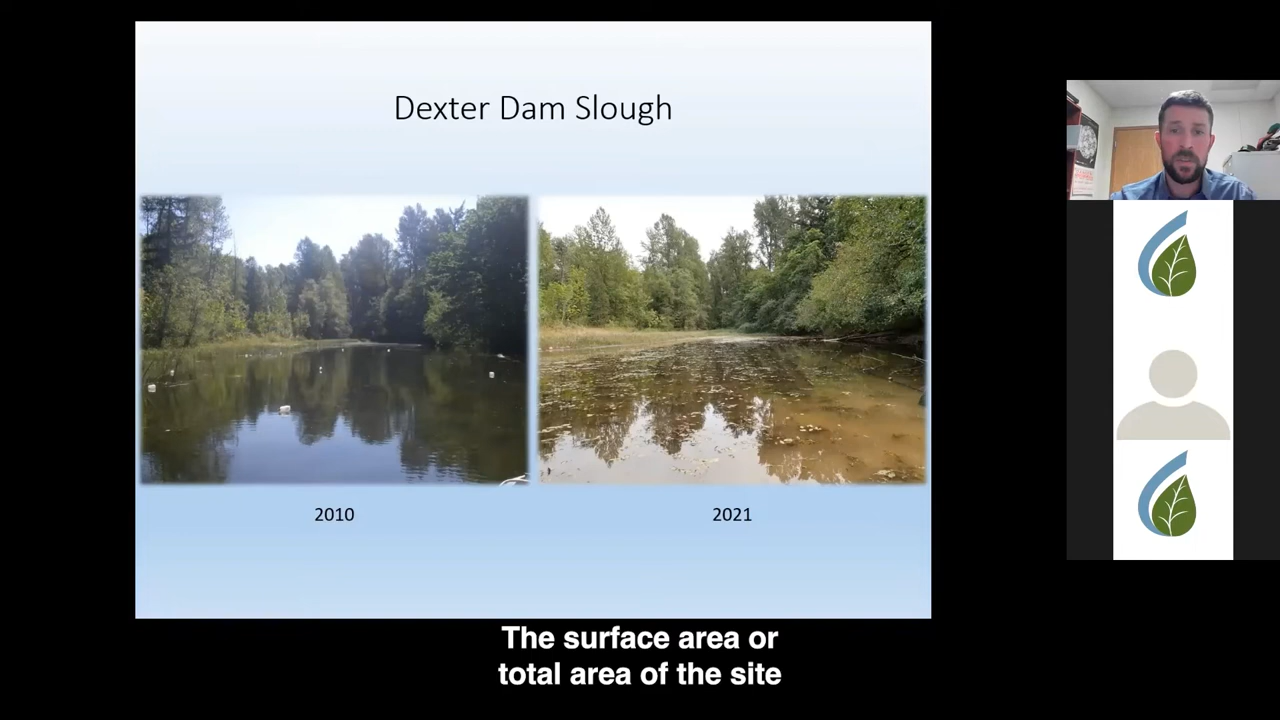 Dexter Dam Slough
2010
2021
The surface area or
total area of the site